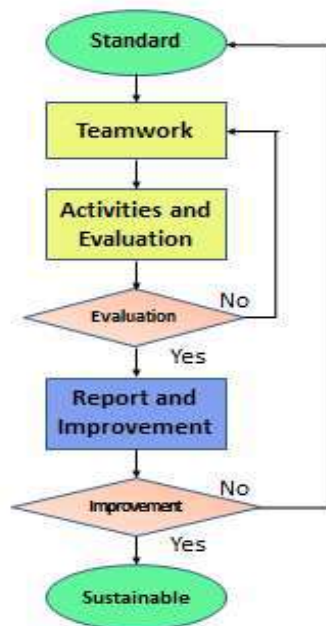 Standard
Teamwork
Activities and
Evaluation
Evaluation
No
Yes
Report and
Improvement
Improvement
No
Yes
Sustainable